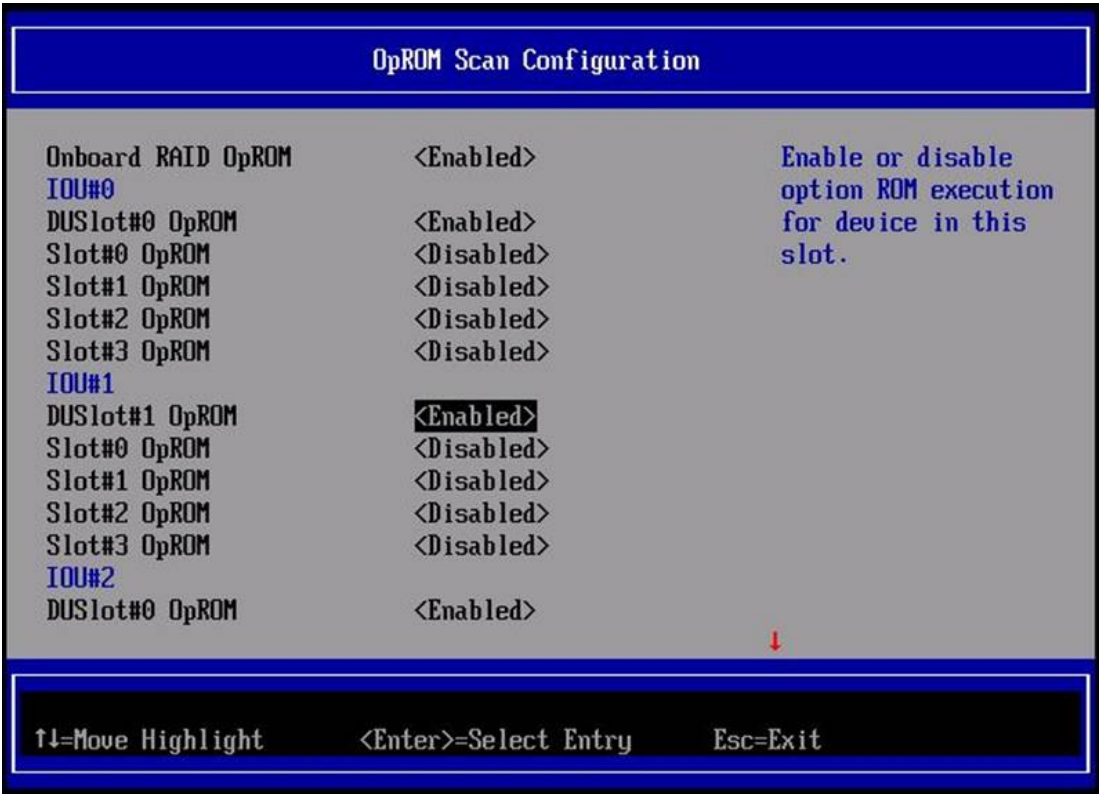 OpROM Scan Configuration
Onboard RAID OpROM <Enabled>
IOU#0
DUSlot#0 OpROM <Enabled>
Slot#0 OpROM <Disabled>
Slot#1 OpROM <Disabled>
Slot#2 OpROM <Disabled>
Slot#3 OpROM <Disabled>
IOU#1
DUSlot#1 OpROM <Enabled>
Slot#0 OpROM <Disabled>
Slot#1 OpROM <Disabled>
Slot#2 OpROM <Disabled>
Slot#3 OpROM <Disabled>
IOU#2
DUSlot#0 OpROM <Enabled>
Enable or disable
option ROM execution
for device in this
slot.
↓
↑↓=Move Highlight <Enter>=Select Entry Esc=Exit